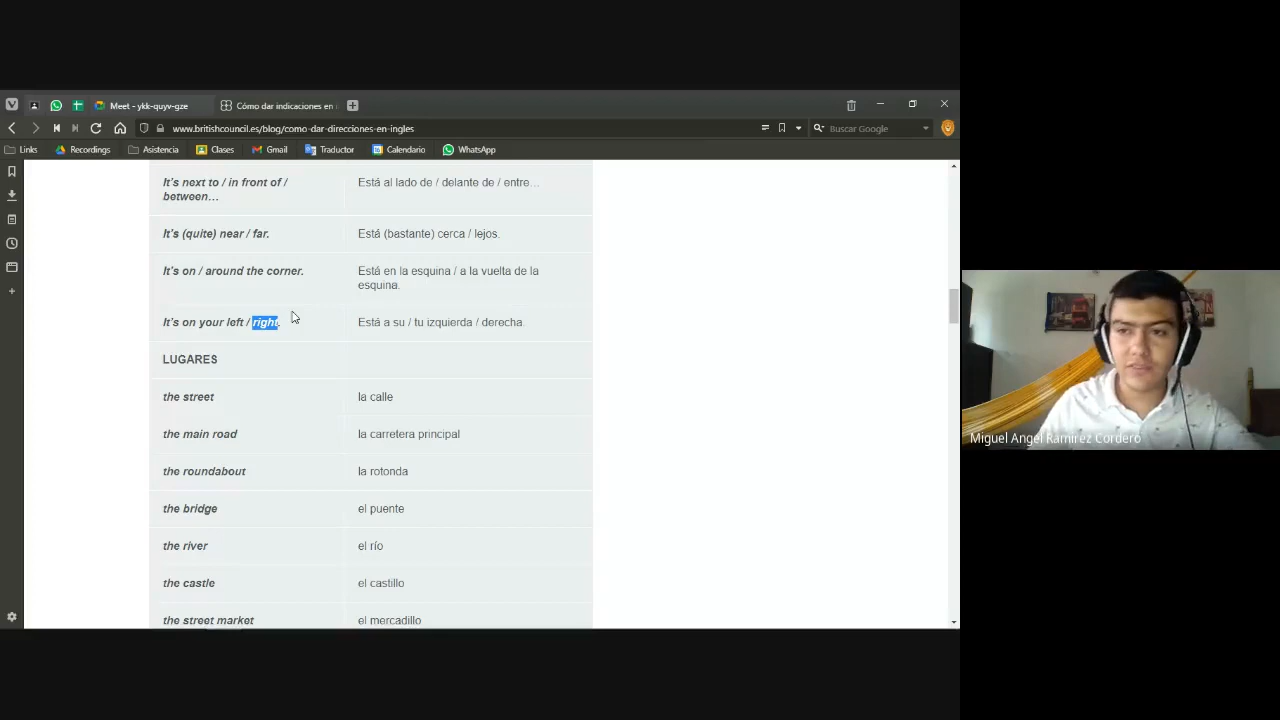 Meet - ykk-quyv-gze
Cómo dar indicaciones en i
www.britishcouncil.es/blog/como-dar-direcciones-en-ingles
Buscar Google
Links
Recordings
Asistencia
Clases
Gmail
Traductor
Calendario
WhatsApp
It's next to / in front of /
between…
Está al lado de / delante de / entre…
It's (quite) near / far.
Está (bastante) cerca / lejos.
It's on / around the corner.
Está en la esquina / a la vuelta de la
esquina.
It's on your left / right.
Está a su / tu izquierda / derecha.
LUGARES
the street
la calle
the main road
la carretera principal
the roundabout
la rotonda
the bridge
el puente
the river
el río
the castle
el castillo
the street market
el mercadillo
Miguel Angel Ramirez Cordero